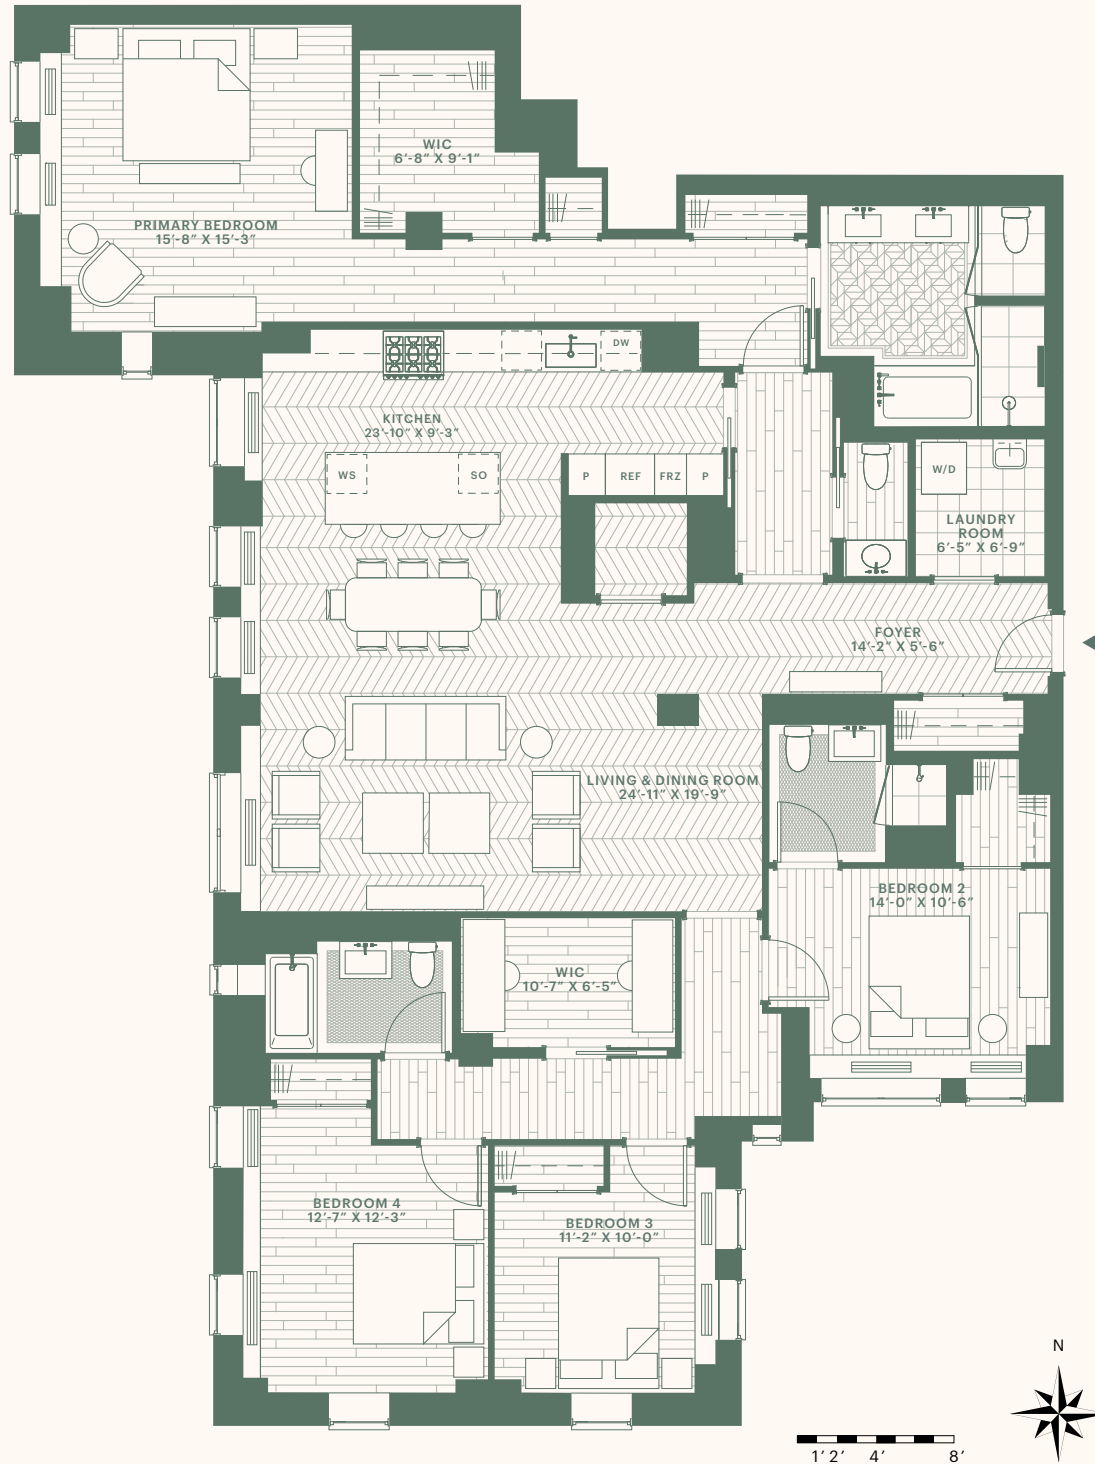 WIC
6'-8" X 9'-1"
PRIMARY BEDROOM
15'-8" X 15'-3"
DW
KITCHEN
23'-10" X 9'-3"
WS
SO
P
REF
FRZ
P
W/D
LAUNDRY
ROOM
6'-5" X 6'-9"
FOYER
14'-2" X 5'-6"
LIVING & DINING ROOM
24'-11" X 19'-9"
BEDROOM 2
14'-0" X 10'-6"
WIC
10'-7" X 6'-5"
BEDROOM 4
12'-7" X 12'-3"
BEDROOM 3
11'-2" X 10'-0"
N
1' 2' 4' 8'